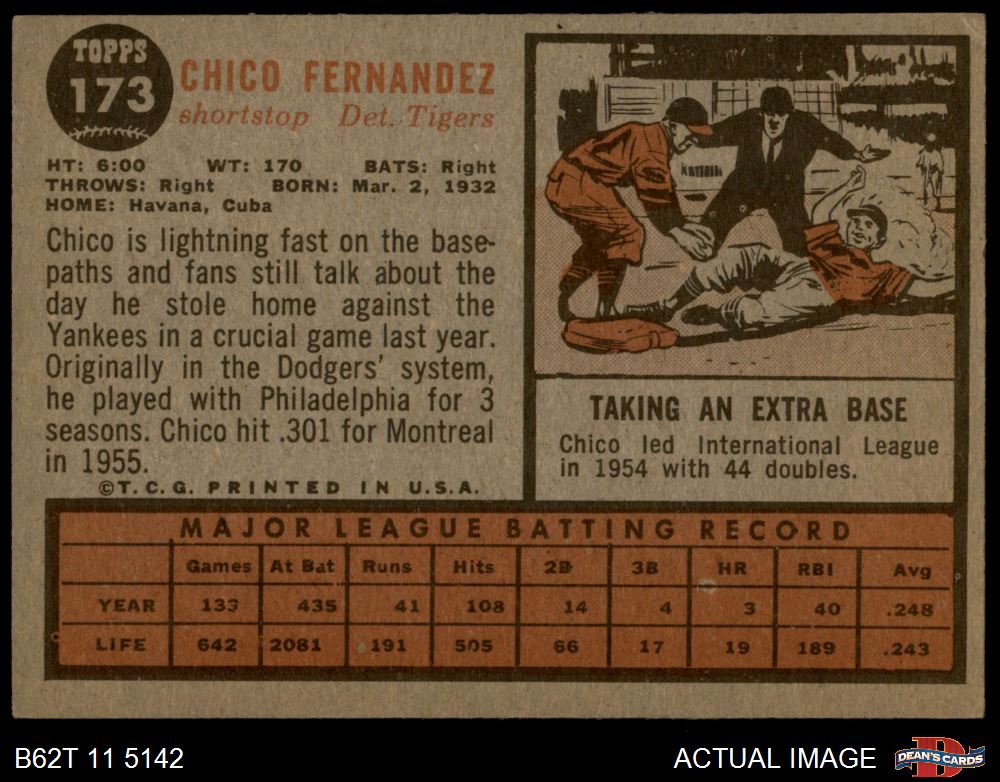 TOPPS
173
CHICO FERNANDEZ
shortstop Det. Tigers
HT: 6:00 WT: 170 BATS: Right
THROWS: Right BORN: Mar. 2, 1932
HOME: Havana, Cuba
Chico is lightning fast on the base-
paths and fans still talk about the
day he stole home against the
Yankees in a crucial game last year.
Originally in the Dodgers' system,
he played with Philadelphia for 3
seasons. Chico hit .301 for Montreal
in 1955.
©T.C.G. PRINTED IN U.S.A.
TAKING AN EXTRA BASE
Chico led International League
in 1954 with 44 doubles.
MAJOR LEAGUE BATTING RECORD
Games At Bat Runs Hits 2B 3B HR RBI Avg
YEAR 133 435 41 108 14 4 3 40 .248
LIFE 642 2081 191 505 66 17 19 189 .243
B62T 11 5142
ACTUAL IMAGE
D
DEAN'S CARDS